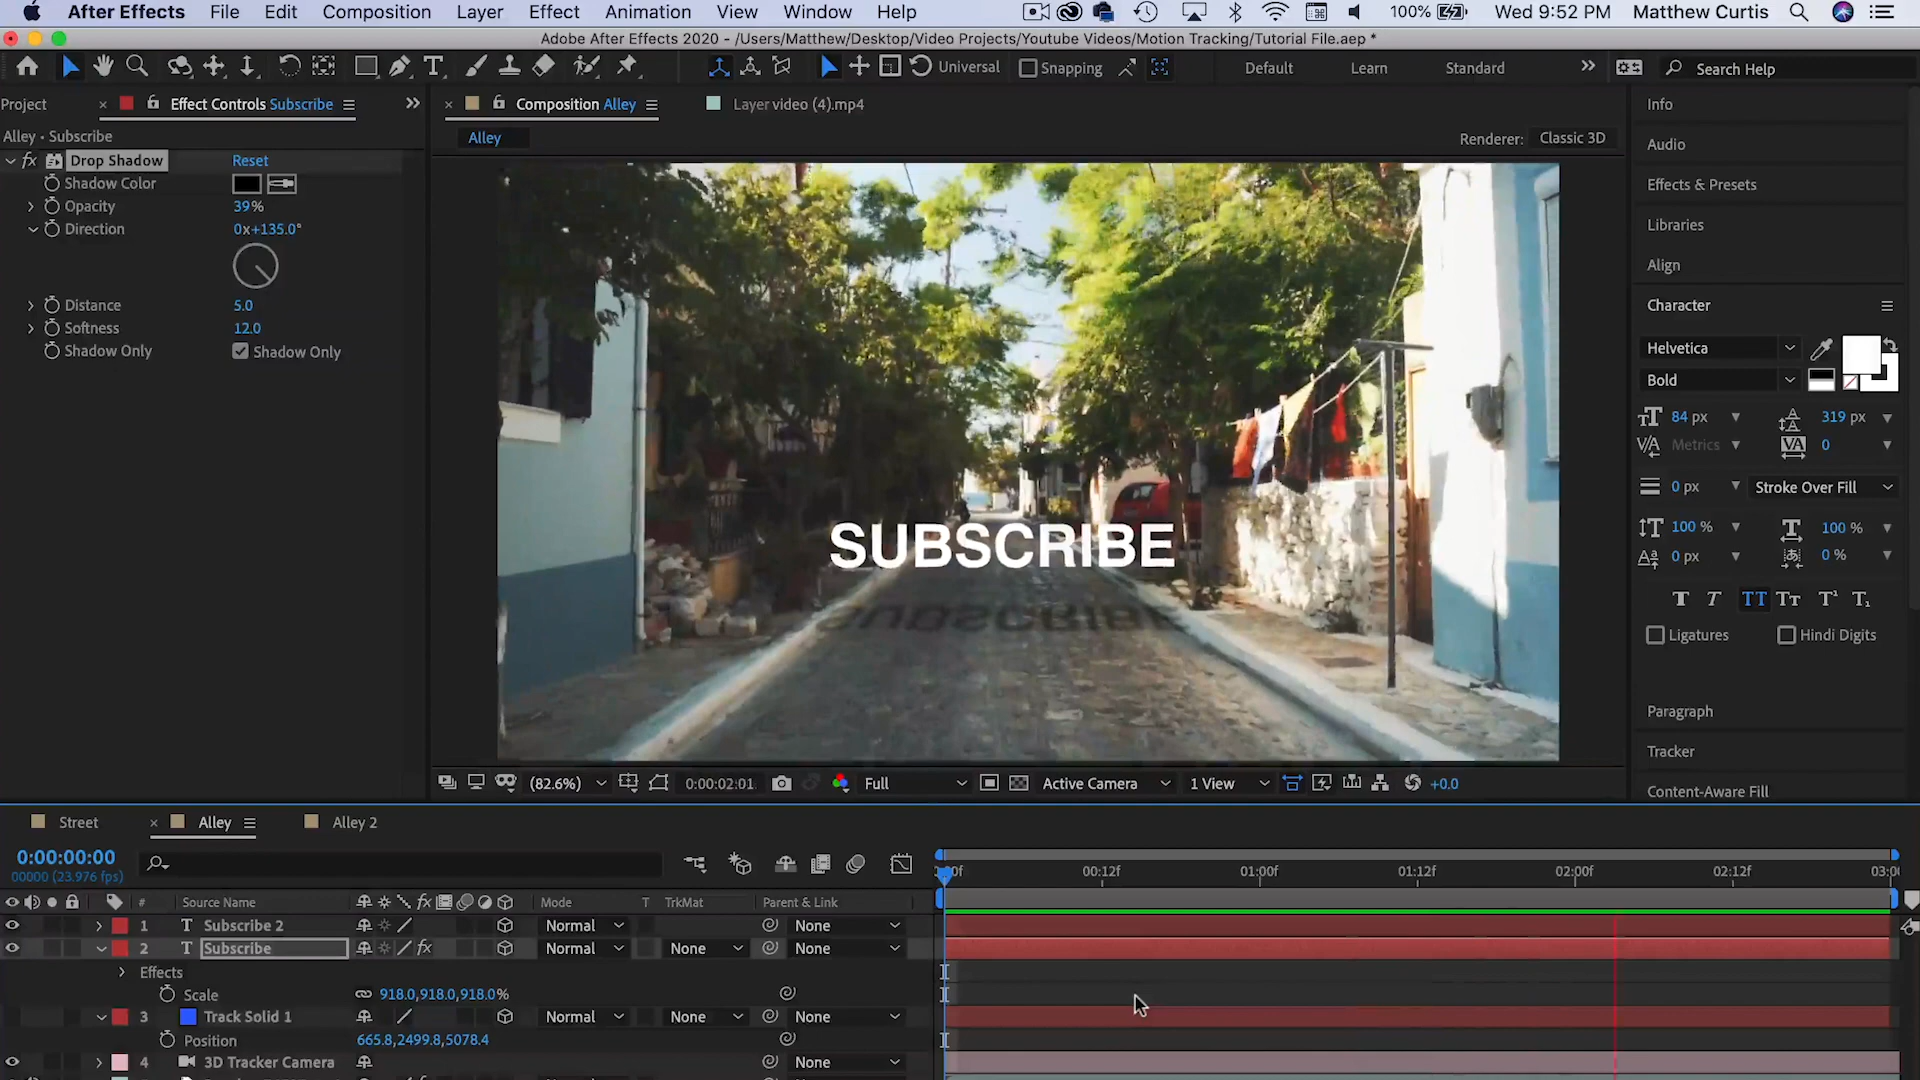 After Effects File Edit Composition Layer Effect Animation View Window Help 100% Wed 9:52 PM Matthew Curtis
Adobe After Effects 2020 - /Users/Matthew/Desktop/Video Projects/Youtube Videos/Motion Tracking/Tutorial File.aep *
Universal Snapping Default Learn Standard Search Help
Project Effect Controls Subscribe Composition Alley Layer video (4).mp4
Alley • Subscribe
Alley
Renderer: Classic 3D
fx Drop Shadow Reset
Shadow Color
Opacity 39%
Direction 0x+135.0°
Distance 5.0
Softness 12.0
Shadow Only Shadow Only
SUBSCRIBE
(82.6%) 0:00:02:01 Full Active Camera 1 View +0.0
Info
Audio
Effects & Presets
Libraries
Align
Character
Helvetica
Bold
84 px 319 px
Metrics 0
0 px Stroke Over Fill
100 % 100 %
0 px 0 %
T T TT Tт T¹ T₁
Ligatures Hindi Digits
Paragraph
Tracker
Content-Aware Fill
Street Alley Alley 2
0:00:00:00
00000 (23.976 fps)
00:12f 01:00f 01:12f 02:00f 02:12f
# Source Name fx Mode T TrkMat Parent & Link
1 T Subscribe 2 Normal None
2 T Subscribe fx Normal None None
Effects
Scale 918.0,918.0,918.0%
3 Track Solid 1 Normal None None
Position 665.8,2499.8,5078.4
4 3D Tracker Camera None